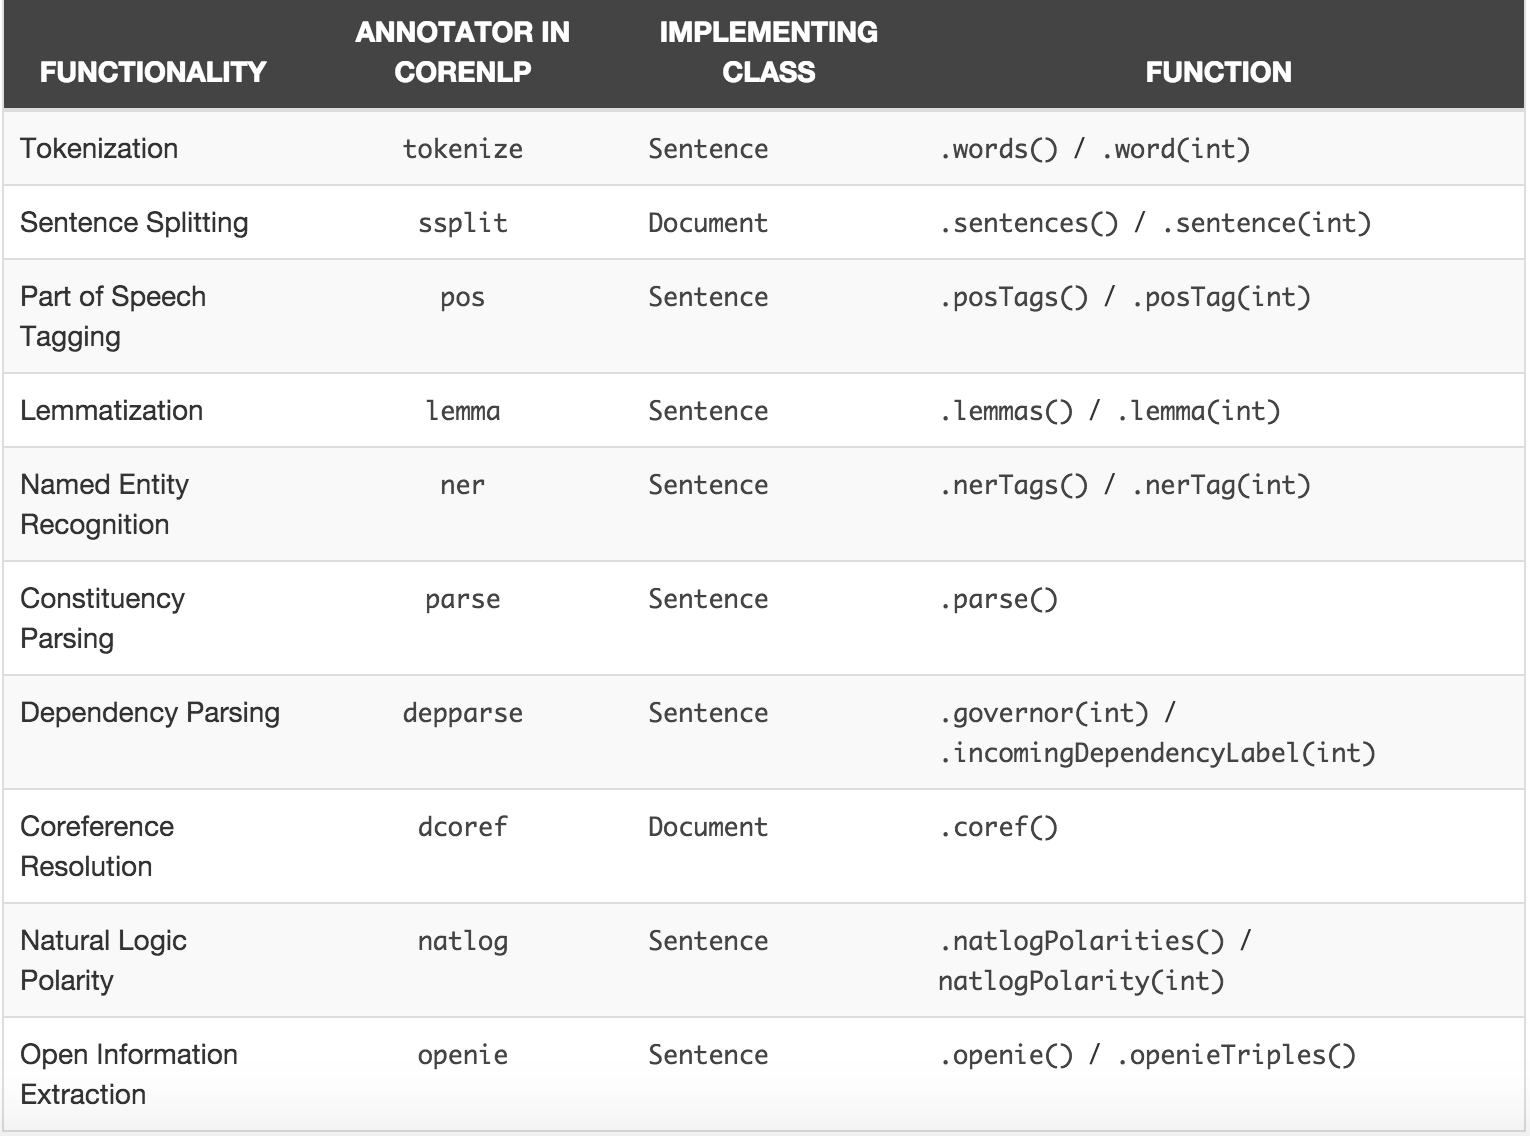 FUNCTIONALITY ANNOTATOR IN CORENLP IMPLEMENTING CLASS FUNCTION
Tokenization tokenize Sentence .words() / .word(int)
Sentence Splitting ssplit Document .sentences() / .sentence(int)
Part of Speech pos Sentence .posTags() / .posTag(int)
Tagging
Lemmatization lemma Sentence .lemmas() / .lemma(int)
Named Entity ner Sentence .nerTags() / .nerTag(int)
Recognition
Constituency parse Sentence .parse()
Parsing
Dependency Parsing depparse Sentence .governor(int) /
.incomingDependencyLabel(int)
Coreference dcoref Document .coref()
Resolution
Natural Logic natlog Sentence .natlogPolarities() /
Polarity natlogPolarity(int)
Open Information openie Sentence .openie() / .openieTriples()
Extraction